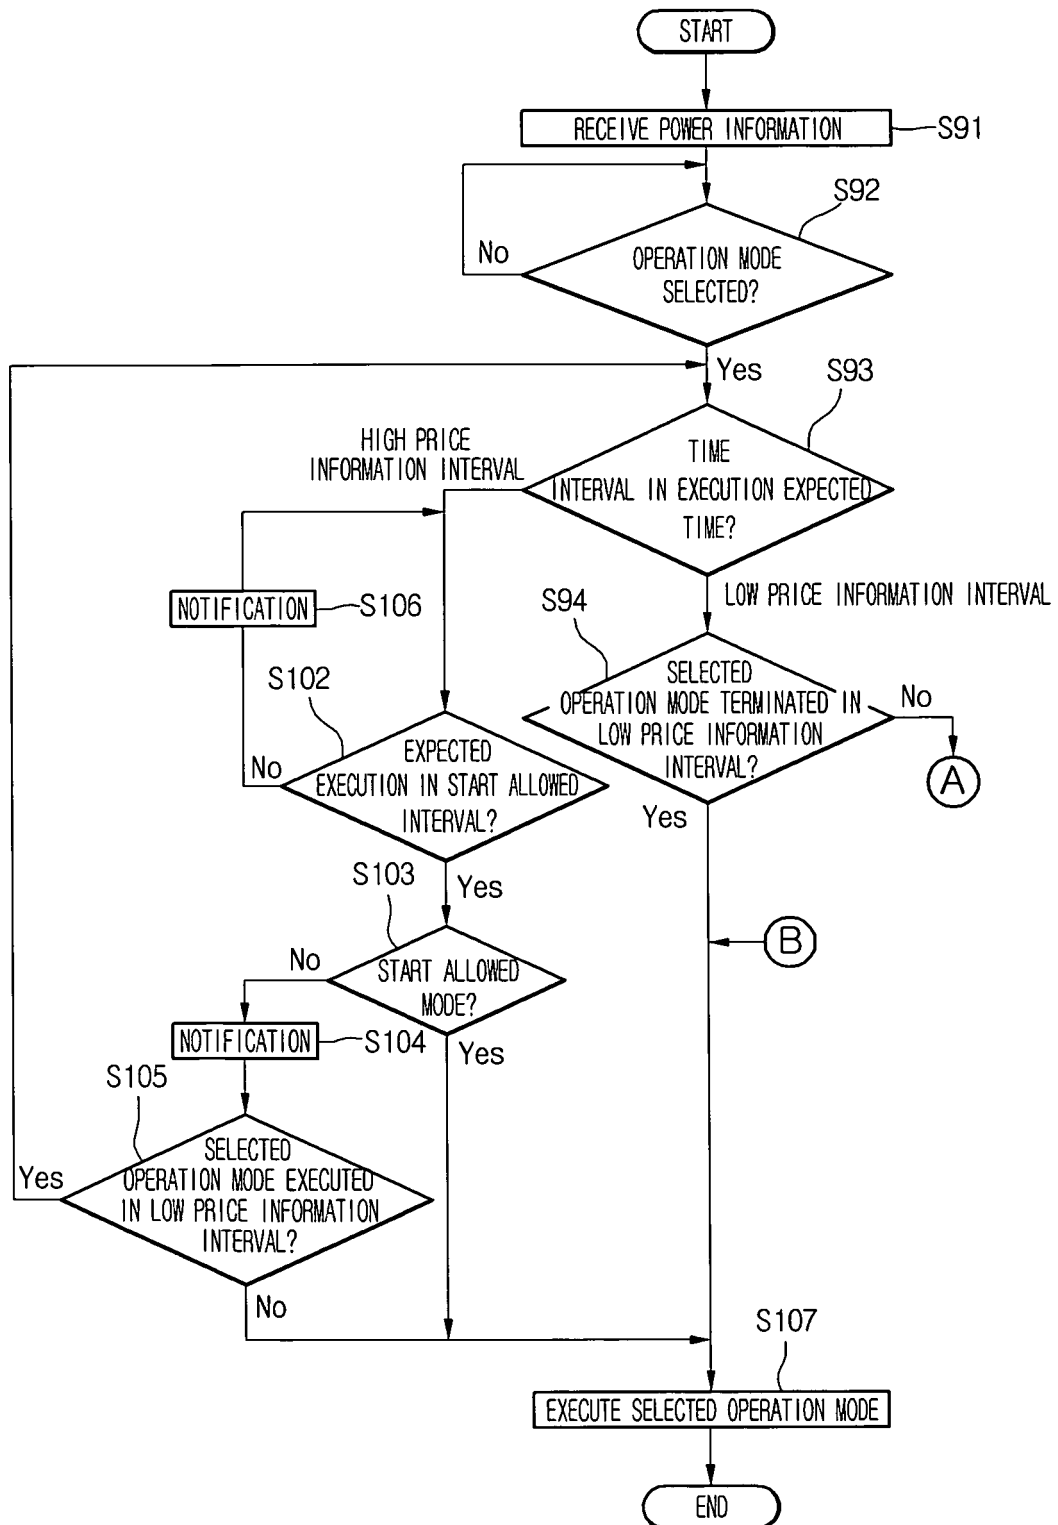 START
RECEIVE POWER INFORMATION
S91
S92
No
OPERATION MODE
SELECTED?
Yes
S93
HIGH PRICE
INFORMATION INTERVAL
TIME
INTERVAL IN EXECUTION EXPECTED
TIME?
LOW PRICE INFORMATION INTERVAL
NOTIFICATION
S106
S94
S102
SELECTED
OPERATION MODE TERMINATED IN
LOW PRICE INFORMATION
INTERVAL?
No
A
No
EXPECTED
EXECUTION IN START ALLOWED
INTERVAL?
Yes
S103
Yes
B
No
START ALLOWED
MODE?
NOTIFICATION
S104
Yes
S105
Yes
SELECTED
OPERATION MODE EXECUTED
IN LOW PRICE INFORMATION
INTERVAL?
No
S107
EXECUTE SELECTED OPERATION MODE
END